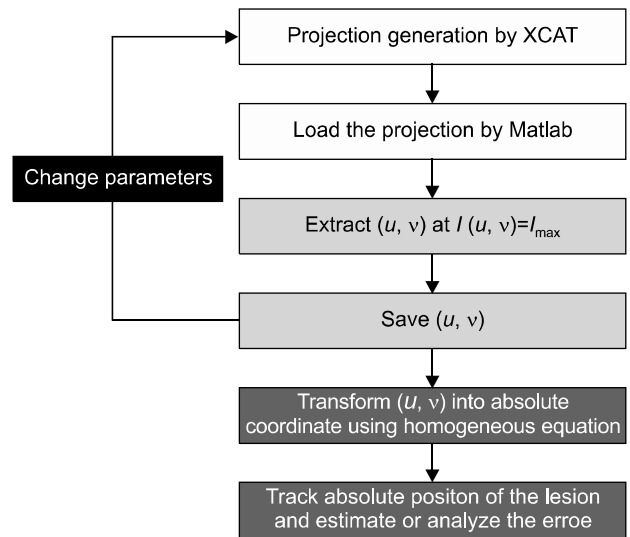 Projection generation by XCAT
Load the projection by Matlab
Change parameters
Extract (u, ν) at I (u, ν)=Imax
Save (u, ν)
Transform (u, ν) into absolute
coordinate using homogeneous equation
Track absolute positon of the lesion
and estimate or analyze the erroe